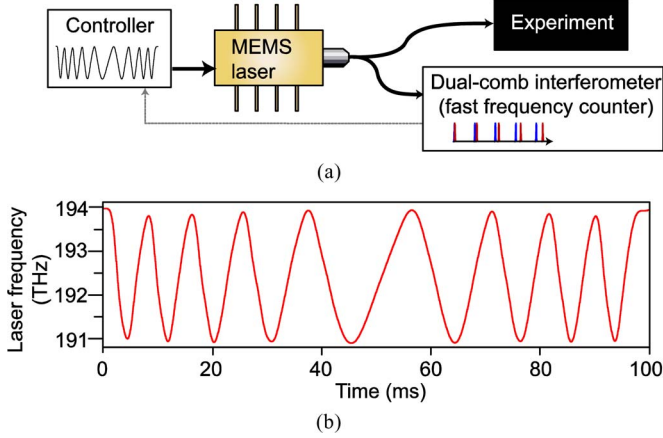 Controller
MEMS
laser
Experiment
Dual-comb interferometer
(fast frequency counter)
(a)
Laser frequency
(THz)
194
193
192
191
0
20
40
60
80
100
Time (ms)
(b)